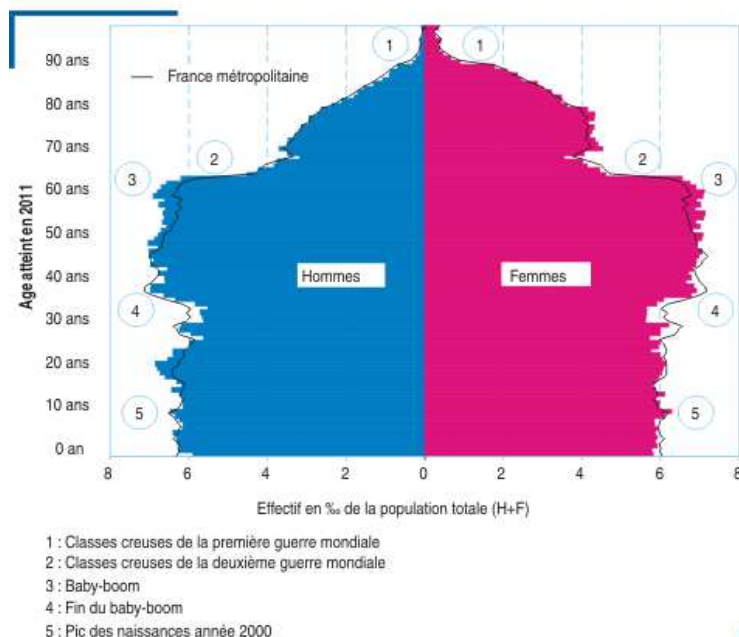 1
1
90 ans
France métropolitaine
80 ans
70 ans
2
2
3
3
60 ans
50 ans
Age atteint en 2011
40 ans
Hommes
Femmes
4
4
30 ans
20 ans
10 ans
5
5
0 an
8 6 4 2 0 2 4 6 8
Effectif en ‰ de la population totale (H+F)
1 : Classes creuses de la première guerre mondiale
2 : Classes creuses de la deuxième guerre mondiale
3 : Baby-boom
4 : Fin du baby-boom
5 : Pic des naissances année 2000